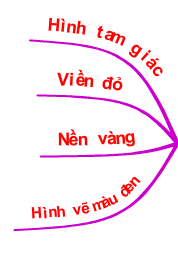 Hình tam giác
Viền đỏ
Nền vàng
Hình vẽ màu đen